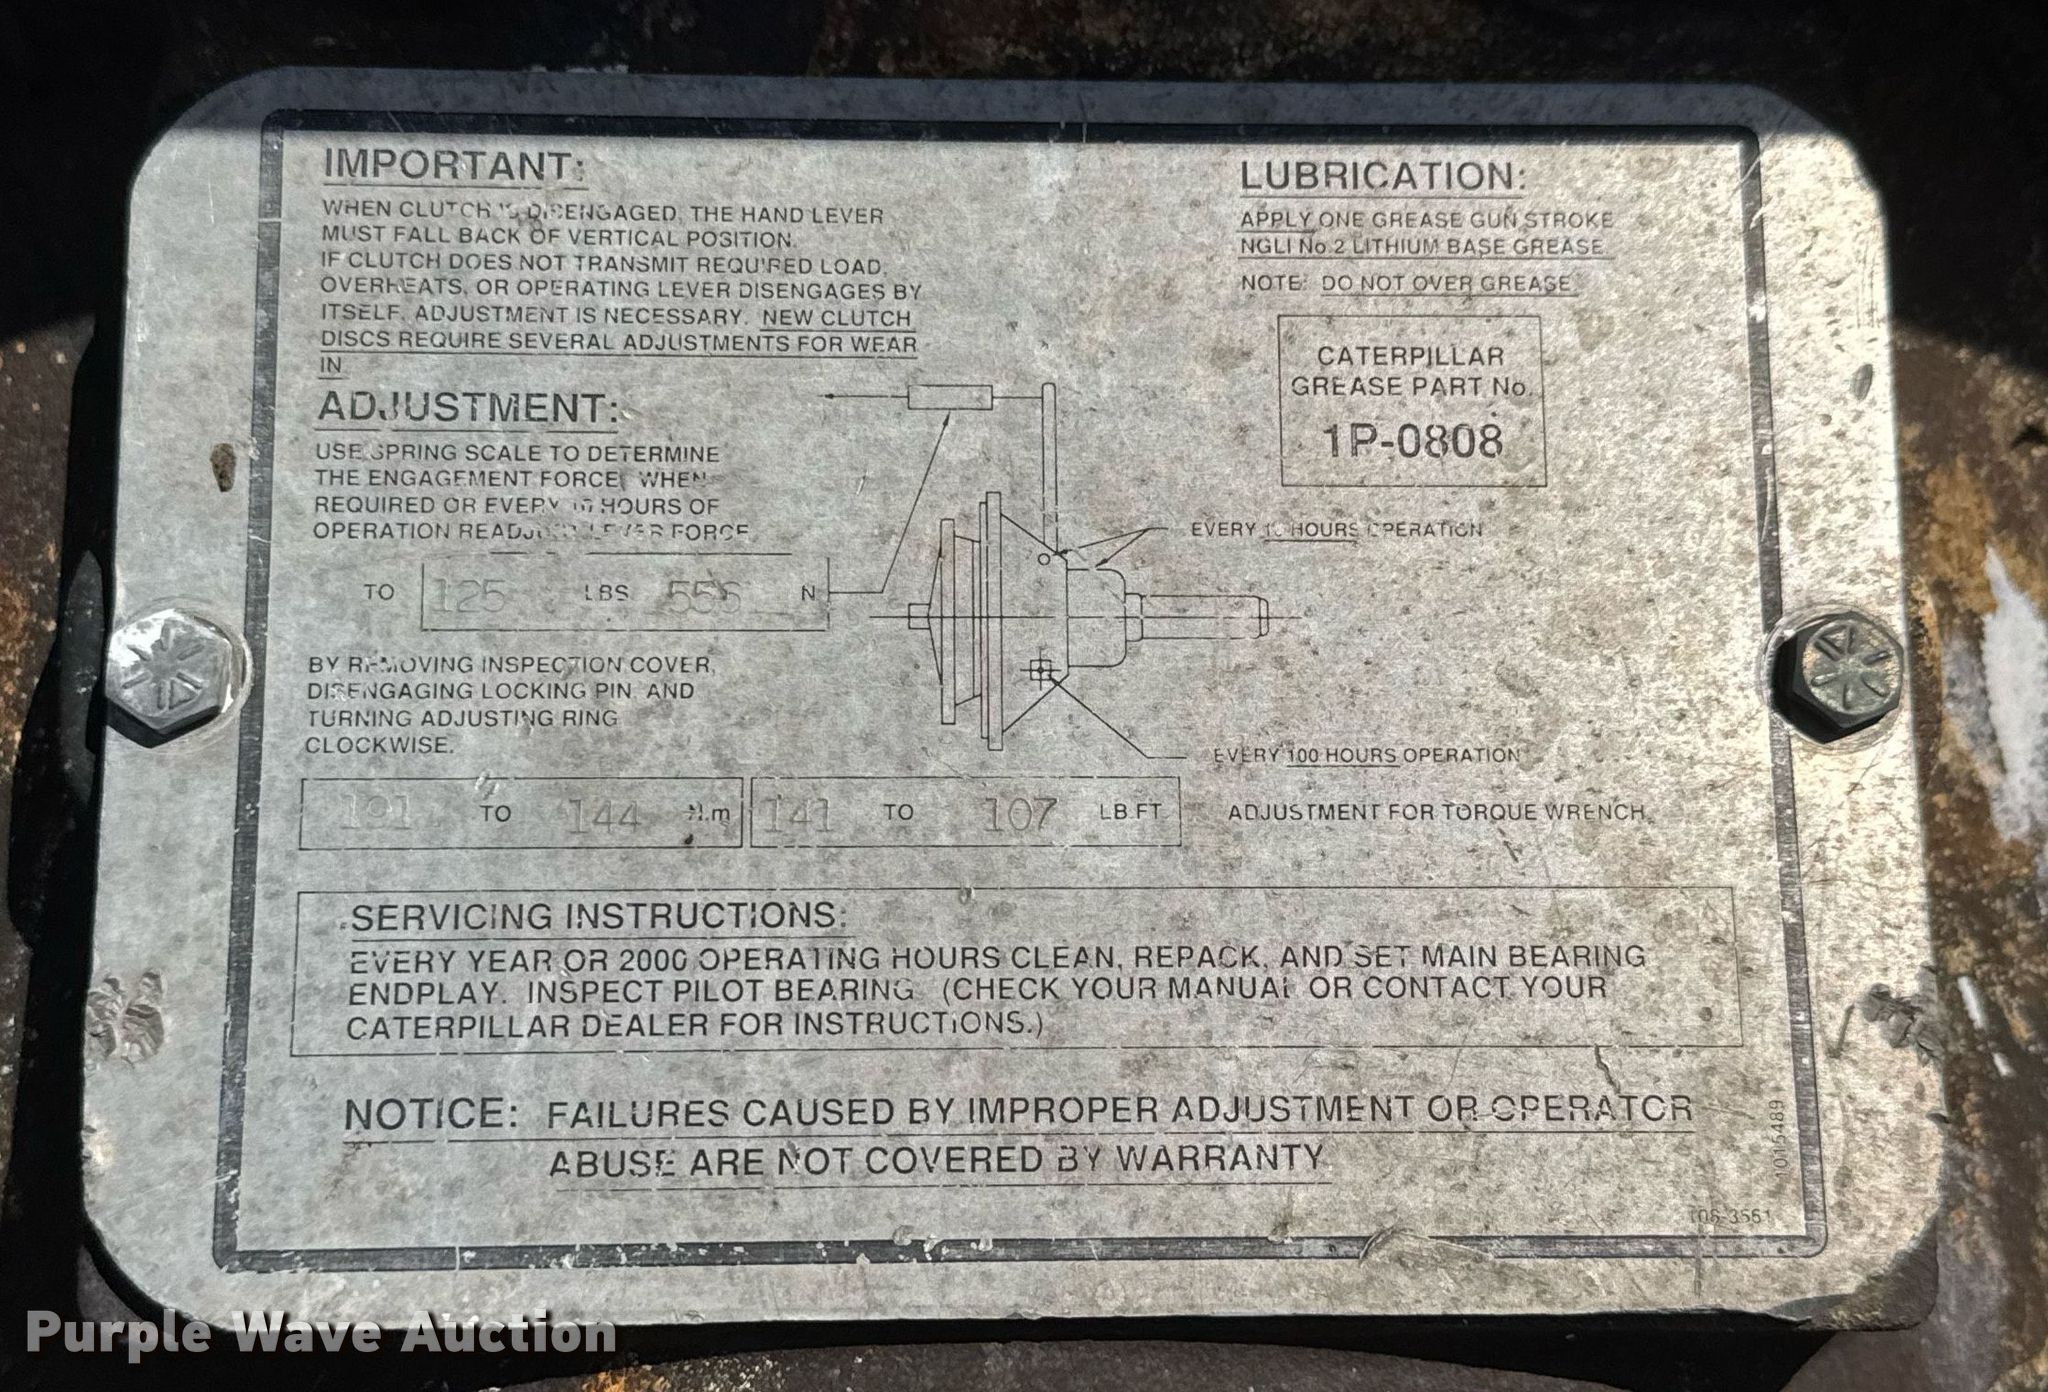 IMPORTANT:
WHEN CLUTCH IS DISENGAGED, THE HAND LEVER
MUST FALL BACK OF VERTICAL POSITION.
IF CLUTCH DOES NOT TRANSMIT REQUIRED LOAD,
OVERHEATS, OR OPERATING LEVER DISENGAGES BY
ITSELF, ADJUSTMENT IS NECESSARY. NEW CLUTCH
DISCS REQUIRE SEVERAL ADJUSTMENTS FOR WEAR
IN
ADJUSTMENT:
USE SPRING SCALE TO DETERMINE
THE ENGAGEMENT FORCE, WHEN
REQUIRED OR EVERY 10 HOURS OF
OPERATION READJUST LEVER FORCE
TO 125 LBS 556 N
BY REMOVING INSPECTION COVER,
DISENGAGING LOCKING PIN AND
TURNING ADJUSTING RING
CLOCKWISE.
LUBRICATION:
APPLY ONE GREASE GUN STROKE
NGLI No.2 LITHIUM BASE GREASE
NOTE: DO NOT OVER GREASE
CATERPILLAR
GREASE PART No.
1P-0808
EVERY 10 HOURS OPERATION
EVERY 100 HOURS OPERATION
191 TO 144 N.m 141 TO 107 LB.FT. ADJUSTMENT FOR TORQUE WRENCH.
SERVICING INSTRUCTIONS:
EVERY YEAR OR 2000 OPERATING HOURS CLEAN, REPACK, AND SET MAIN BEARING
ENDPLAY. INSPECT PILOT BEARING (CHECK YOUR MANUAL OR CONTACT YOUR
CATERPILLAR DEALER FOR INSTRUCTIONS.)
NOTICE: FAILURES CAUSED BY IMPROPER ADJUSTMENT OR OPERATOR
ABUSE ARE NOT COVERED BY WARRANTY
Purple Wave Auction